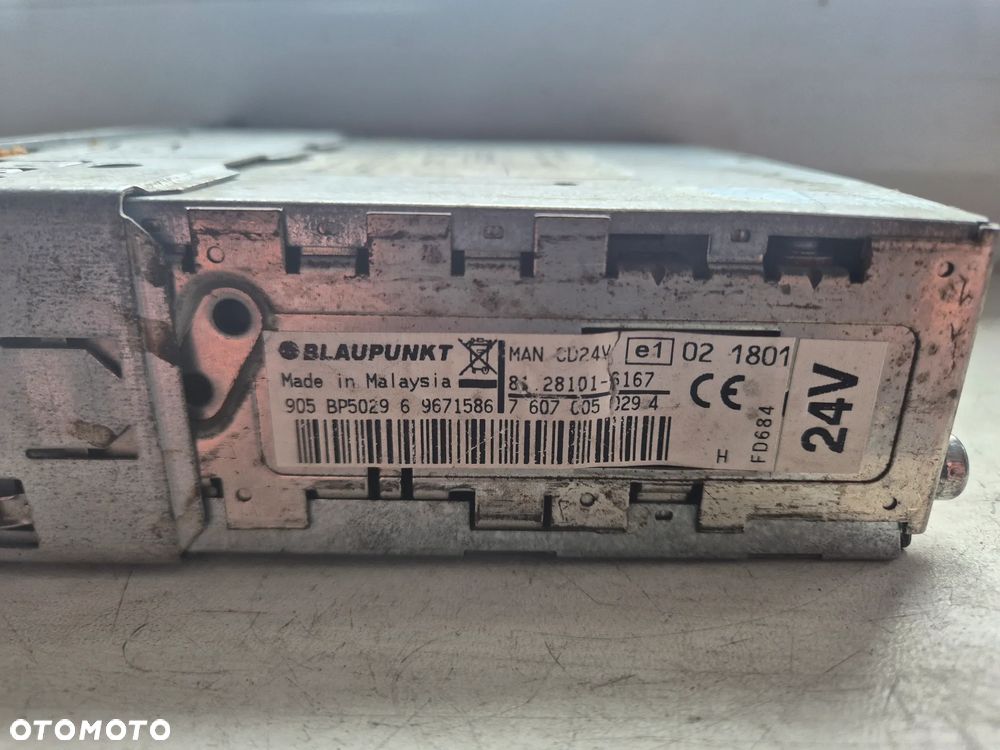 BLAUPUNKT MAN CD24V e1 02 1801
Made in Malaysia 28101-6167 CE
905 BP5029 6 9671586 7 607 005 029 4
H
FD684
24V
OTOMOTO